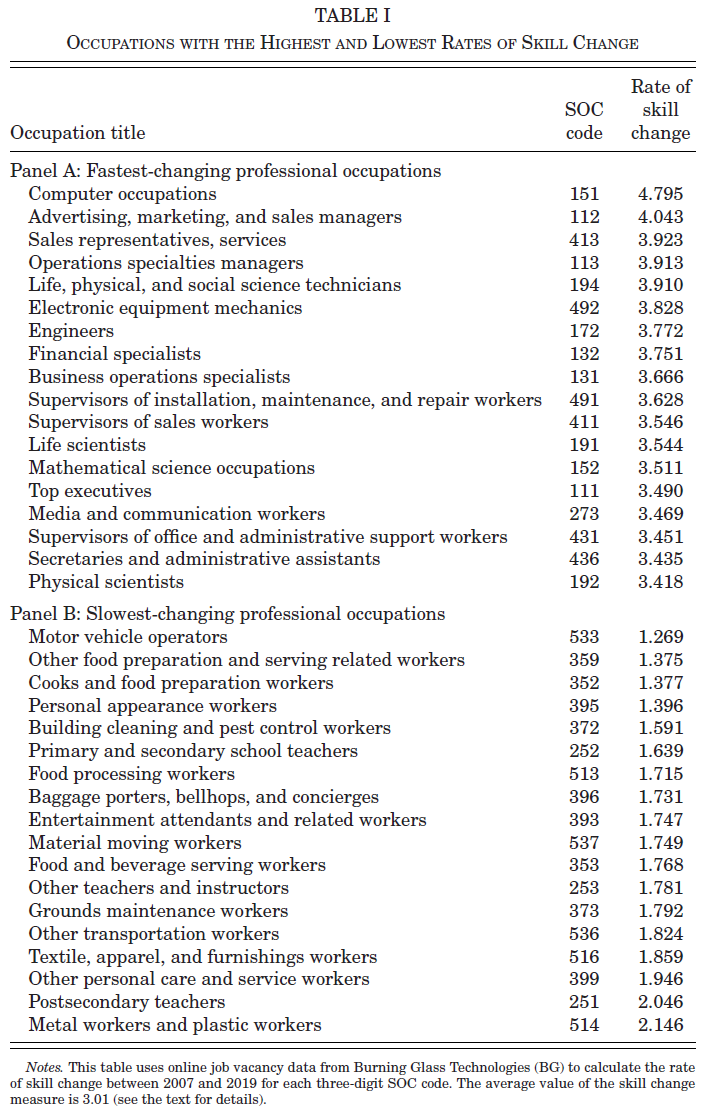 TABLE I
OCCUPATIONS WITH THE HIGHEST AND LOWEST RATES OF SKILL CHANGE
Occupation title SOC code Rate of skill change
Panel A: Fastest-changing professional occupations
Computer occupations 151 4.795
Advertising, marketing, and sales managers 112 4.043
Sales representatives, services 413 3.923
Operations specialties managers 113 3.913
Life, physical, and social science technicians 194 3.910
Electronic equipment mechanics 492 3.828
Engineers 172 3.772
Financial specialists 132 3.751
Business operations specialists 131 3.666
Supervisors of installation, maintenance, and repair workers 491 3.628
Supervisors of sales workers 411 3.546
Life scientists 191 3.544
Mathematical science occupations 152 3.511
Top executives 111 3.490
Media and communication workers 273 3.469
Supervisors of office and administrative support workers 431 3.451
Secretaries and administrative assistants 436 3.435
Physical scientists 192 3.418
Panel B: Slowest-changing professional occupations
Motor vehicle operators 533 1.269
Other food preparation and serving related workers 359 1.375
Cooks and food preparation workers 352 1.377
Personal appearance workers 395 1.396
Building cleaning and pest control workers 372 1.591
Primary and secondary school teachers 252 1.639
Food processing workers 513 1.715
Baggage porters, bellhops, and concierges 396 1.731
Entertainment attendants and related workers 393 1.747
Material moving workers 537 1.749
Food and beverage serving workers 353 1.768
Other teachers and instructors 253 1.781
Grounds maintenance workers 373 1.792
Other transportation workers 536 1.824
Textile, apparel, and furnishings workers 516 1.859
Other personal care and service workers 399 1.946
Postsecondary teachers 251 2.046
Metal workers and plastic workers 514 2.146
Notes. This table uses online job vacancy data from Burning Glass Technologies (BG) to calculate the rate
of skill change between 2007 and 2019 for each three-digit SOC code. The average value of the skill change
measure is 3.01 (see the text for details).